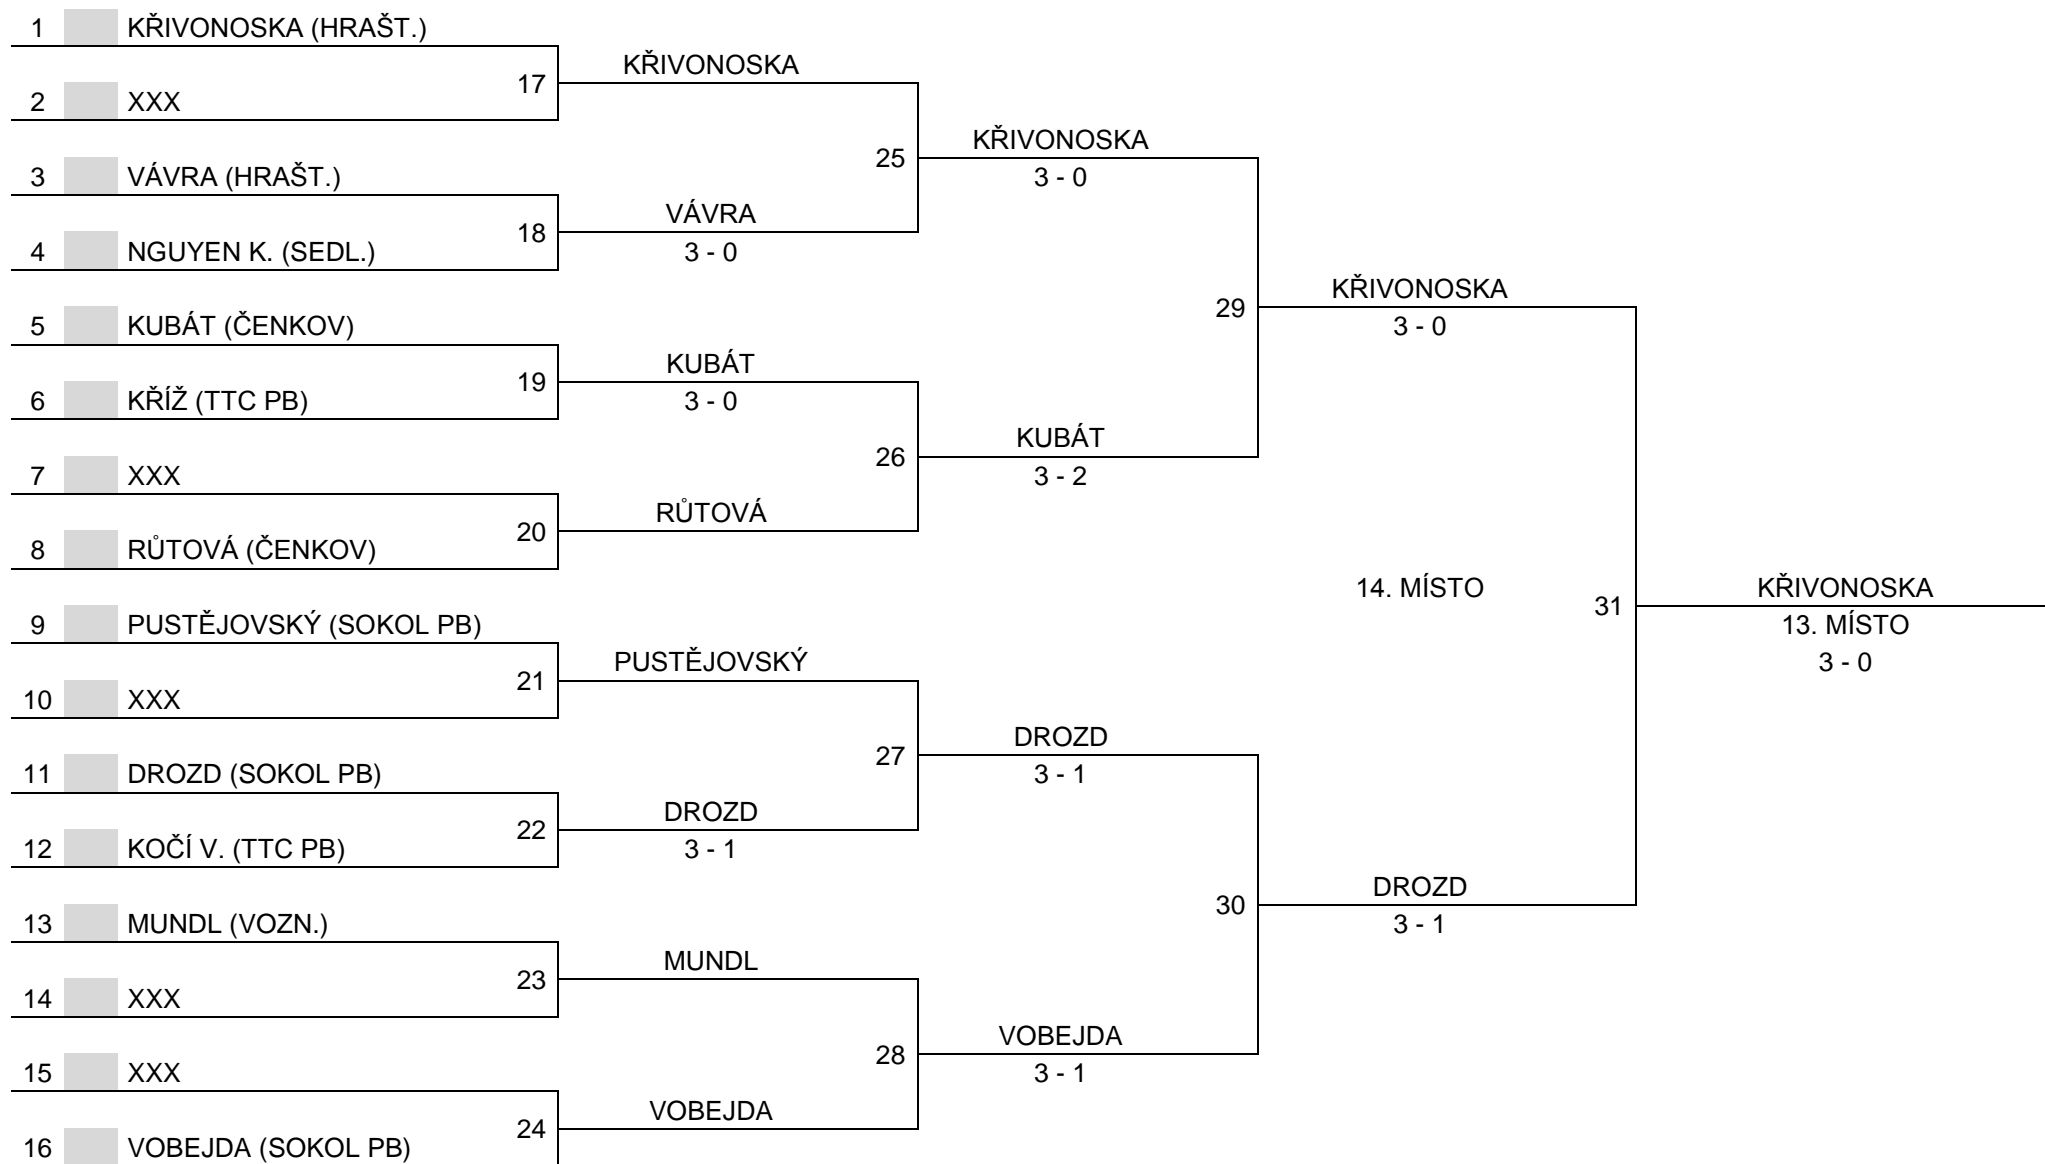 1 KŘIVONOSKA (HRAŠT.)
KŘIVONOSKA
17
2 XXX
KŘIVONOSKA
25
3 - 0
3 VÁVRA (HRAŠT.)
VÁVRA
18
3 - 0
4 NGUYEN K. (SEDL.)
KŘIVONOSKA
29
3 - 0
5 KUBÁT (ČENKOV)
KUBÁT
19
3 - 0
6 KŘÍŽ (TTC PB)
KUBÁT
26
3 - 2
7 XXX
RŮTOVÁ
20
8 RŮTOVÁ (ČENKOV)
14. MÍSTO
31
KŘIVONOSKA
13. MÍSTO
3 - 0
9 PUSTĚJOVSKÝ (SOKOL PB)
PUSTĚJOVSKÝ
21
10 XXX
DROZD
27
3 - 1
11 DROZD (SOKOL PB)
DROZD
22
3 - 1
12 KOČÍ V. (TTC PB)
DROZD
30
3 - 1
13 MUNDL (VOZN.)
MUNDL
23
14 XXX
VOBEJDA
28
3 - 1
15 XXX
VOBEJDA
24
16 VOBEJDA (SOKOL PB)